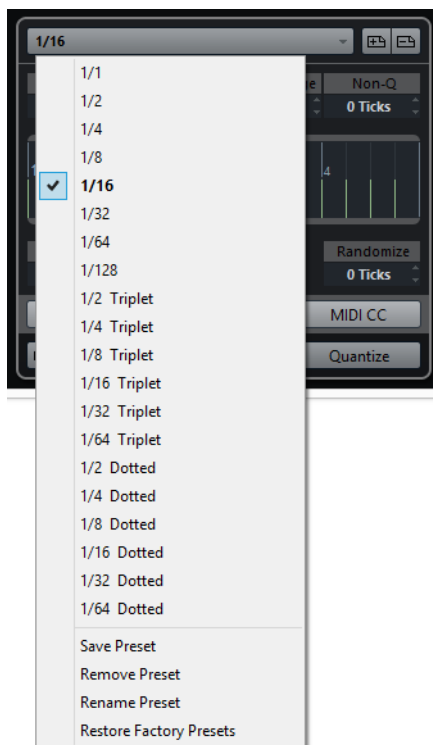 1/16
1/1
1/2
1/4
1/8
1/16
1/32
1/64
1/128
1/2 Triplet
1/4 Triplet
1/8 Triplet
1/16 Triplet
1/32 Triplet
1/64 Triplet
1/2 Dotted
1/4 Dotted
1/8 Dotted
1/16 Dotted
1/32 Dotted
1/64 Dotted
Save Preset
Remove Preset
Rename Preset
Restore Factory Presets
Non-Q
0 Ticks
4
Randomize
0 Ticks
MIDI CC
Quantize